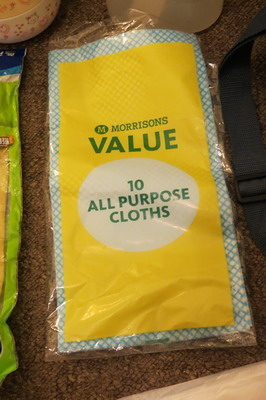 M MORRISONS
VALUE
10
ALL PURPOSE
CLOTHS